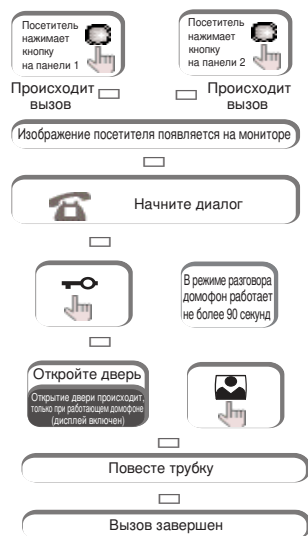 Посетитель
нажимает
кнопку
на панели 1
Посетитель
нажимает
кнопку
на панели 2
Происходит
вызов
Происходит
вызов
Изображение посетителя появляется на мониторе
Начните диалог
В режиме разговора
домофон работает
не более 90 секунд
Откройте дверь
Открытие двери происходит,
только при работающем домофоне
(дисплей включен)
Повесте трубку
Вызов завершен